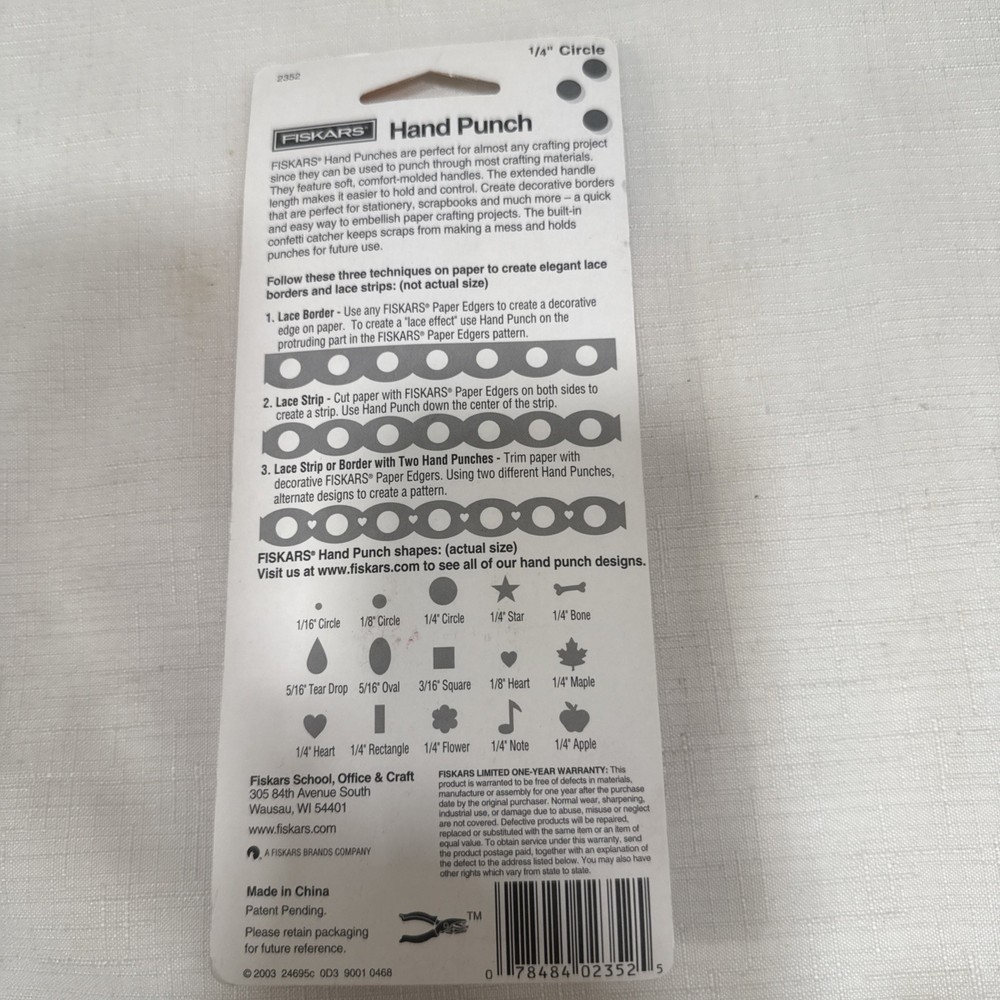 1/4" Circle
2352
FISKARS® Hand Punch
FISKARS® Hand Punches are perfect for almost any crafting project
since they can be used to punch through most crafting materials.
They feature soft, comfort-molded handles. The extended handle
length makes it easier to hold and control. Create decorative borders
that are perfect for stationery, scrapbooks and much more – a quick
and easy way to embellish paper crafting projects. The built-in
confetti catcher keeps scraps from making a mess and holds
punches for future use.
Follow these three techniques on paper to create elegant lace
borders and lace strips: (not actual size)
1. Lace Border - Use any FISKARS® Paper Edgers to create a decorative
edge on paper. To create a "lace effect" use Hand Punch on the
protruding part in the FISKARS® Paper Edgers pattern.
2. Lace Strip - Cut paper with FISKARS® Paper Edgers on both sides to
create a strip. Use Hand Punch down the center of the strip.
3. Lace Strip or Border with Two Hand Punches - Trim paper with
decorative FISKARS® Paper Edgers. Using two different Hand Punches,
alternate designs to create a pattern.
FISKARS® Hand Punch shapes: (actual size)
Visit us at www.fiskars.com to see all of our hand punch designs.
1/16" Circle 1/8" Circle 1/4" Circle 1/4" Star 1/4" Bone
5/16" Tear Drop 5/16" Oval 3/16" Square 1/8" Heart 1/4" Maple
1/4" Heart 1/4" Rectangle 1/4" Flower 1/4" Note 1/4" Apple
Fiskars School, Office & Craft
305 84th Avenue South
Wausau, WI 54401
www.fiskars.com
A FISKARS BRANDS COMPANY
Made in China
Patent Pending.
Please retain packaging
for future reference.
© 2003 24695c 0D3 9001 0468
FISKARS LIMITED ONE-YEAR WARRANTY: This
product is warranted to be free of defects in materials,
manufacture or assembly for one year after the purchase
date by the original purchaser. Normal wear, sharpening,
industrial use, or damage due to abuse, misuse or neglect
are not covered. Defective products will be repaired,
replaced or substituted with the same item or an item of
equal value. To obtain service under this warranty, send
the product postage paid, together with an explanation of
the defect to the address listed below. You may also have
other rights which vary from state to state.
TM
0 78484 02352 5